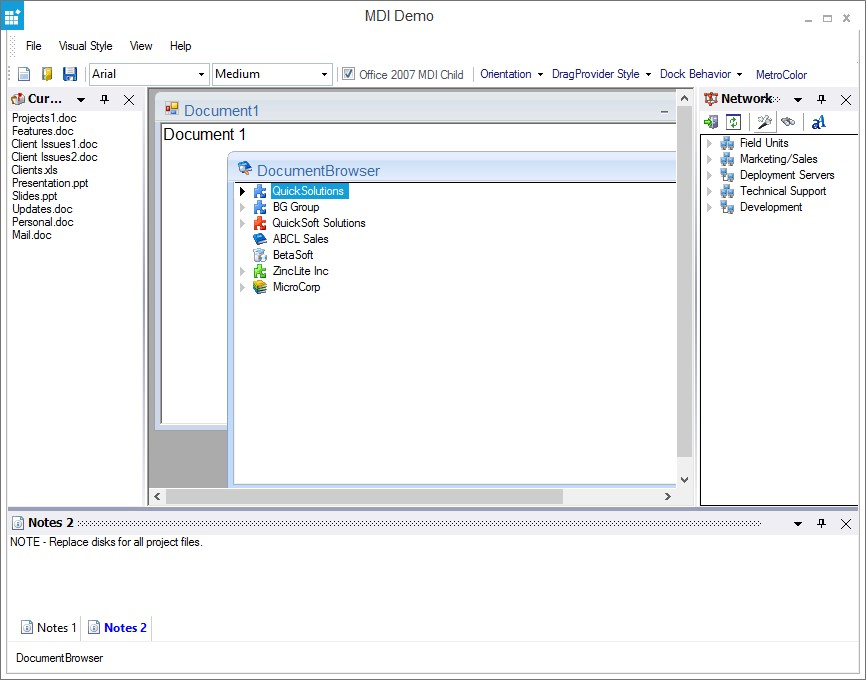 MDI Demo
File Visual Style View Help
Arial Medium Office 2007 MDI Child Orientation DragProvider Style Dock Behavior MetroColor
Cur...
Projects1.doc
Features.doc
Client Issues1.doc
Client Issues2.doc
Clients.xls
Presentation.ppt
Slides.ppt
Updates.doc
Personal.doc
Mail.doc
Document1
Document 1
DocumentBrowser
QuickSolutions
BG Group
QuickSoft Solutions
ABCL Sales
BetaSoft
ZincLite Inc
MicroCorp
Network
Field Units
Marketing/Sales
Deployment Servers
Technical Support
Development
Notes 2
NOTE - Replace disks for all project files.
Notes 1 Notes 2
DocumentBrowser